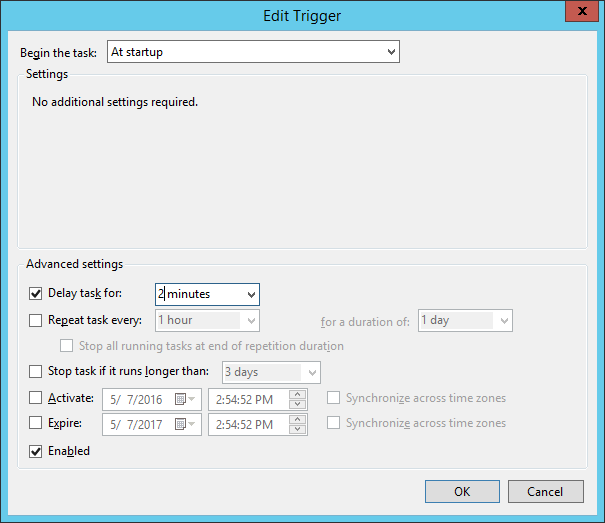 Edit Trigger
x
Begin the task: At startup
Settings
No additional settings required.
Advanced settings
Delay task for: 2 minutes
Repeat task every: 1 hour for a duration of: 1 day
Stop all running tasks at end of repetition duration
Stop task if it runs longer than: 3 days
Activate: 5/ 7/2016 2:54:52 PM Synchronize across time zones
Expire: 5/ 7/2017 2:54:52 PM Synchronize across time zones
Enabled
OK Cancel